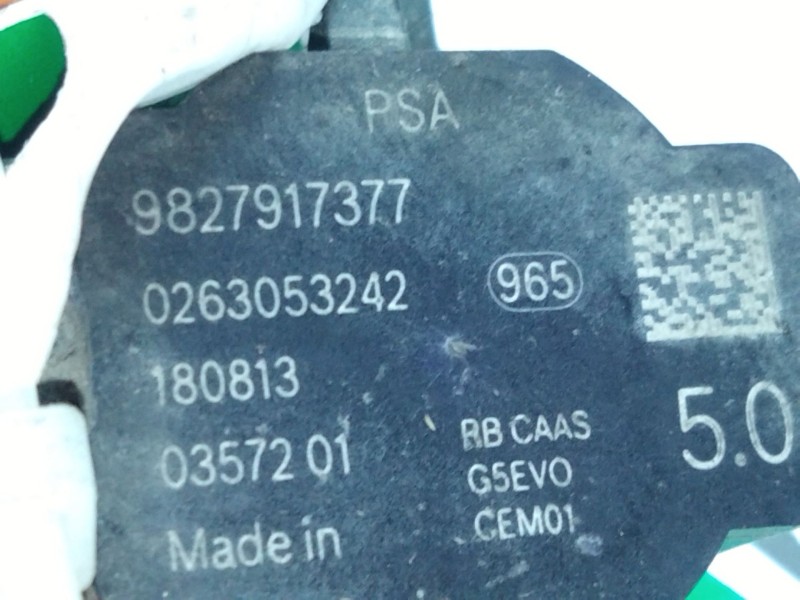 PSA
9827917377
0263053242 965
180813
03572 01
RB CAAS
G5EVO
CEM01
5.0
Made in